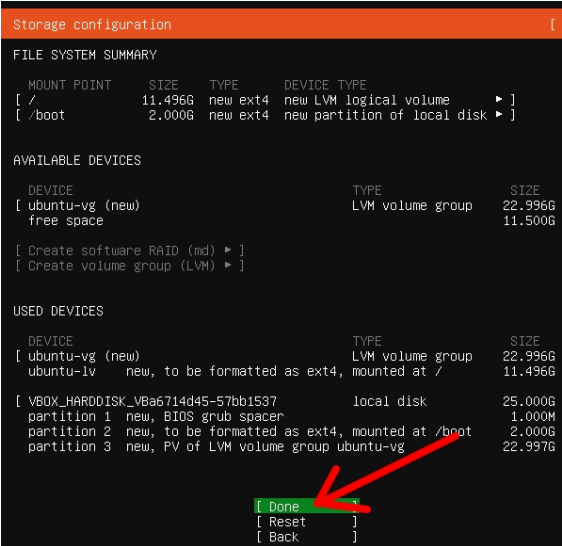 Storage configuration [
FILE SYSTEM SUMMARY
MOUNT POINT SIZE TYPE DEVICE TYPE
[ / 11.496G new ext4 new LVM logical volume ▸ ]
[ /boot 2.000G new ext4 new partition of local disk ▸ ]
AVAILABLE DEVICES
DEVICE TYPE SIZE
[ ubuntu-vg (new) LVM volume group 22.996G
free space 11.500G
[ Create software RAID (md) ▸ ]
[ Create volume group (LVM) ▸ ]
USED DEVICES
DEVICE TYPE SIZE
[ ubuntu-vg (new) LVM volume group 22.996G
ubuntu-lv new, to be formatted as ext4, mounted at / 11.496G
[ VBOX_HARDDISK_VBa6714d45-57bb1537 local disk 25.000G
partition 1 new, BIOS grub spacer 1.000M
partition 2 new, to be formatted as ext4, mounted at /boot 2.000G
partition 3 new, PV of LVM volume group ubuntu-vg 22.997G
[ Done ]
[ Reset ]
[ Back ]